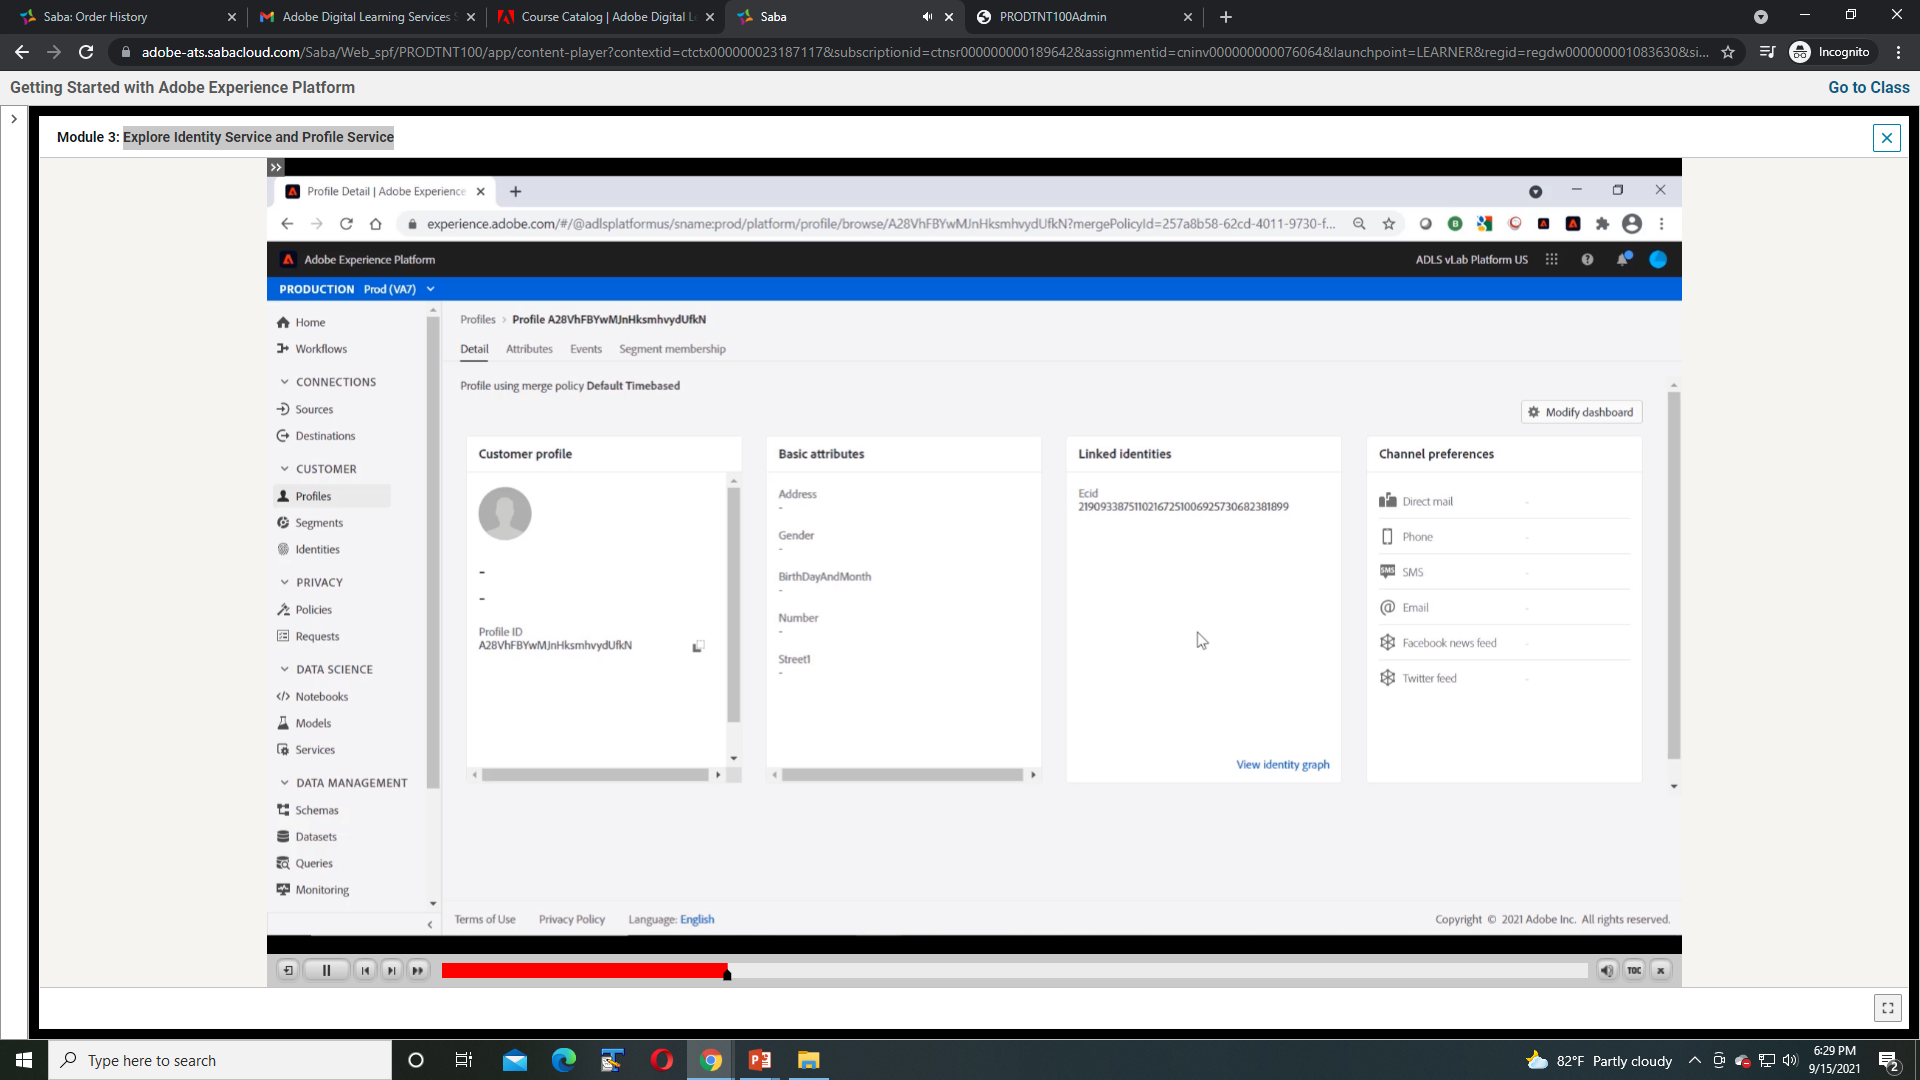 Saba: Order History
Adobe Digital Learning Services S
Course Catalog | Adobe Digital L
Saba
PRODTNT100Admin
adobe-ats.sabacloud.com/Saba/Web_spf/PRODTNT100/app/content-player?contextid=ctctx000000023187117&subscriptionid=ctnsr000000000189642&assignmentid=cninv000000000076064&launchpoint=LEARNER&regid=regdw000000001083630&si...
Incognito
Getting Started with Adobe Experience Platform
Go to Class
Module 3: Explore Identity Service and Profile Service
Profile Detail | Adobe Experience
experience.adobe.com/#/@adlsplatformus/sname:prod/platform/profile/browse/A28VhFBYwMJnHksmhvydUfkN?mergePolicyId=257a8b58-62cd-4011-9730-f...
Adobe Experience Platform
ADLS vLab Platform US
PRODUCTION Prod (VA7)
Home
Workflows
CONNECTIONS
Sources
Destinations
CUSTOMER
Profiles
Segments
Identities
PRIVACY
Policies
Requests
DATA SCIENCE
Notebooks
Models
Services
DATA MANAGEMENT
Schemas
Datasets
Queries
Monitoring
Profiles > Profile A28VhFBYwMJnHksmhvydUfkN
Detail Attributes Events Segment membership
Profile using merge policy Default Timebased
Modify dashboard
Customer profile
-
-
Profile ID
A28VhFBYwMJnHksmhvydUfkN
Basic attributes
Address
-
Gender
-
BirthDayAndMonth
-
Number
-
Street1
-
Linked identities
Ecid
21909338751102167251006925730682381899
View identity graph
Channel preferences
Direct mail -
Phone -
SMS -
Email -
Facebook news feed -
Twitter feed -
Terms of Use Privacy Policy Language: English
Copyright © 2021 Adobe Inc. All rights reserved.
TOC
Type here to search
82°F Partly cloudy
6:29 PM
9/15/2021
2